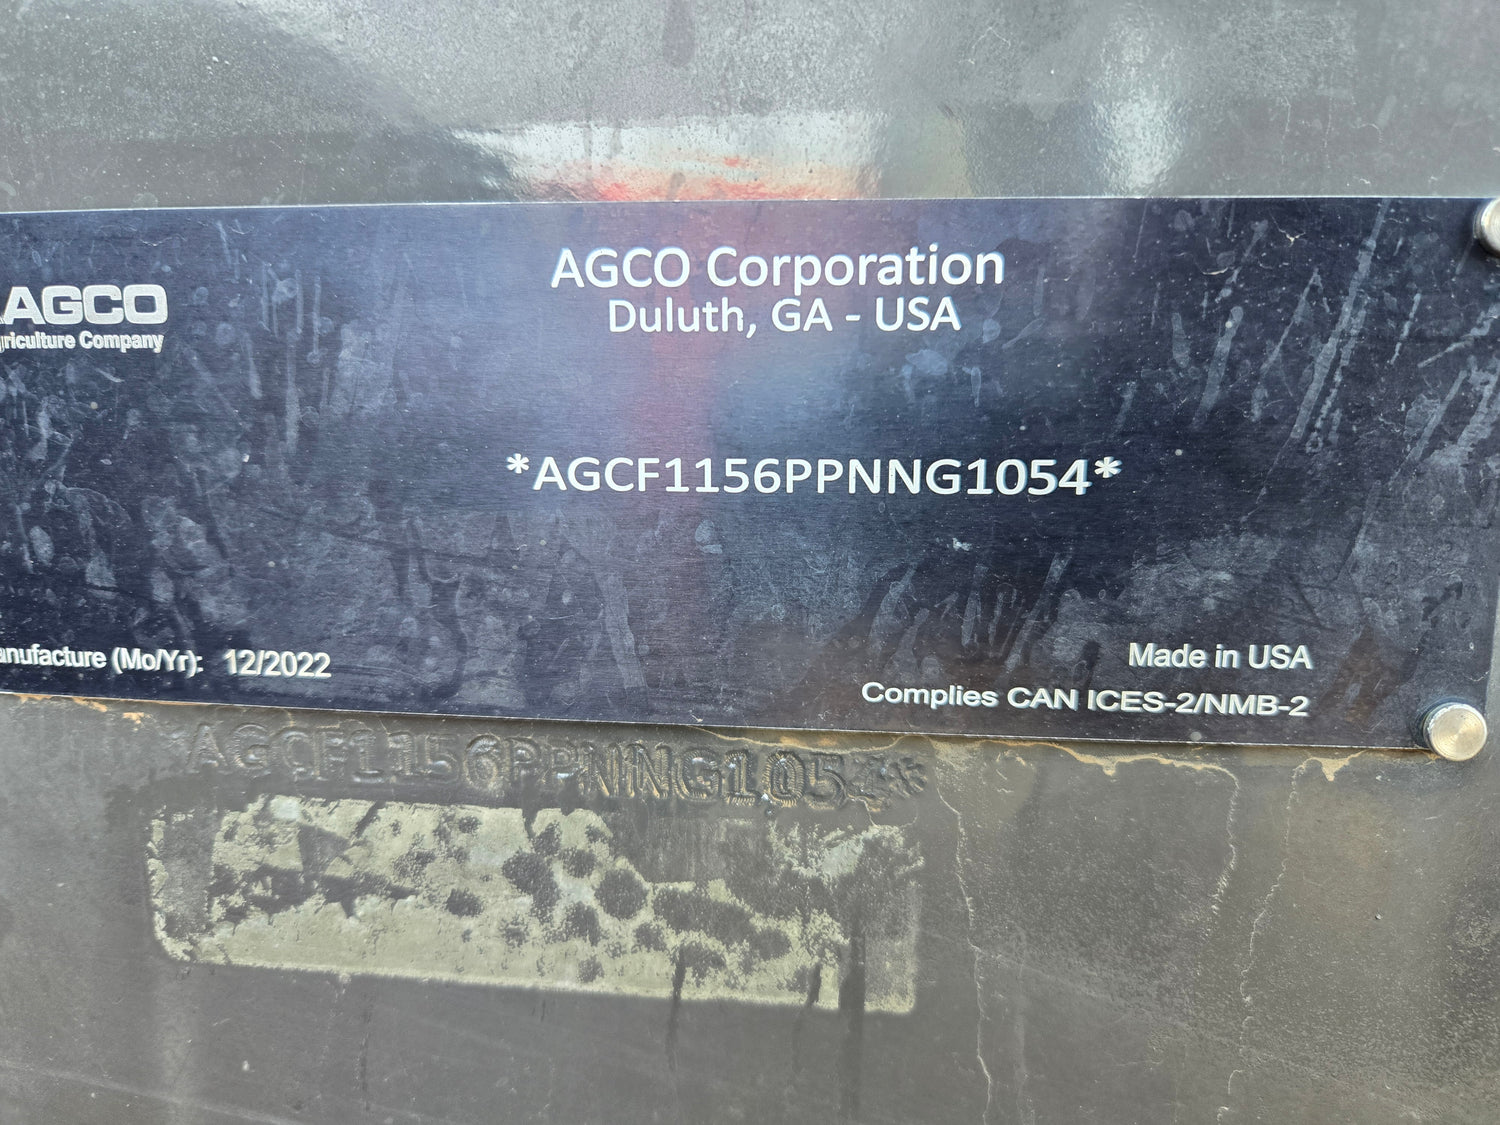 AGCO Corporation
Duluth, GA - USA
AGCO
griculture Company
*AGCF1156PPNNG1054*
anufacture (Mo/Yr): 12/2022
Made in USA
Complies CAN ICES-2/NMB-2
AGCF1156PPNNG1054*